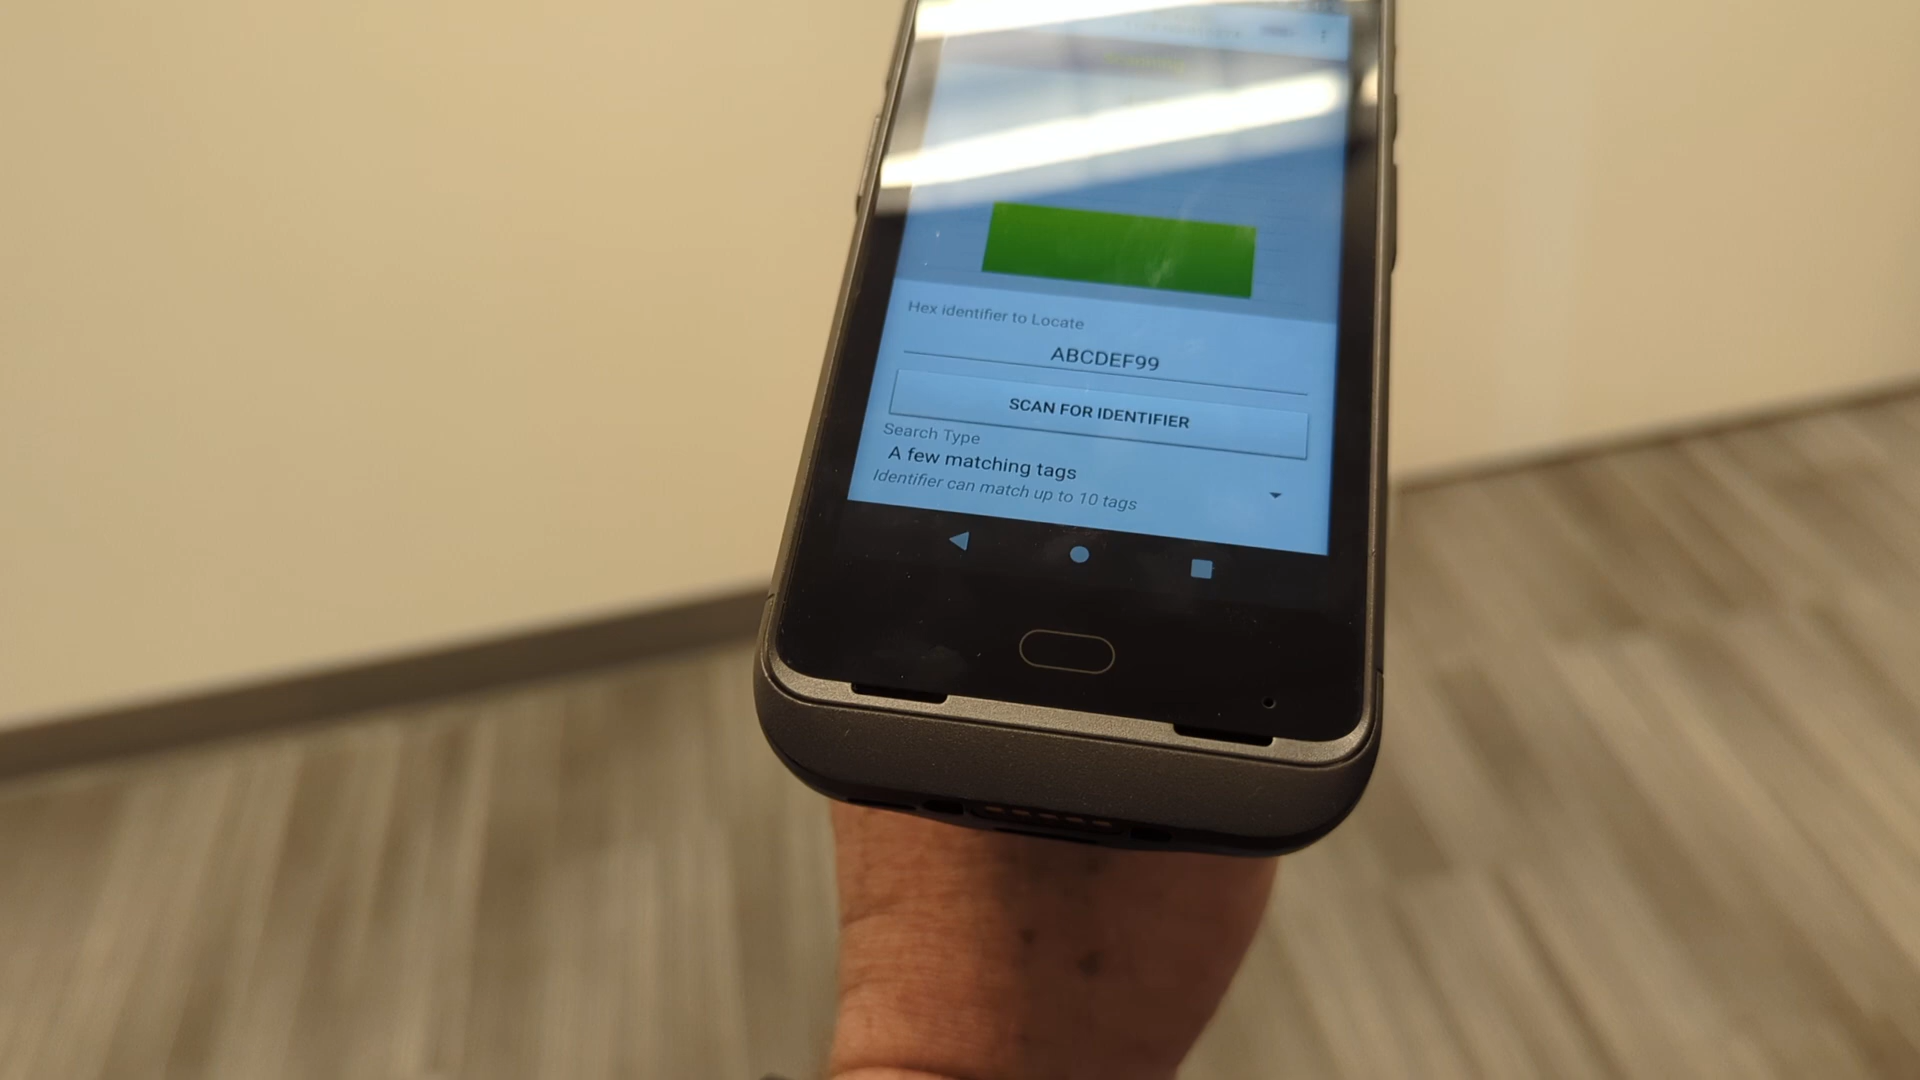 Hex identifier to Locate
ABCDEF99
SCAN FOR IDENTIFIER
Search Type
A few matching tags
Identifier can match up to 10 tags